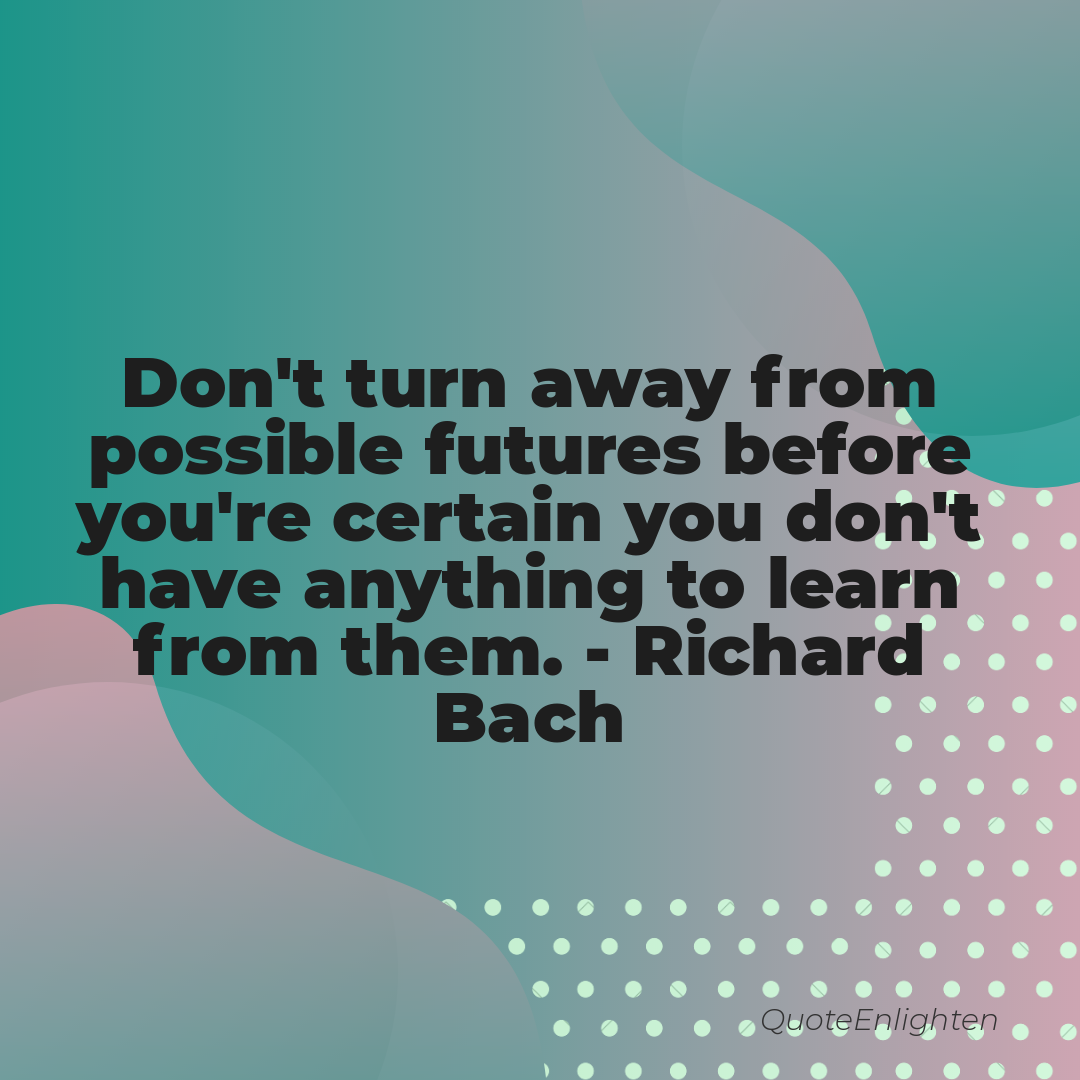 Don't turn away from
possible futures before
you're certain you don't
have anything to learn
from them. - Richard
Bach
QuoteEnlighten